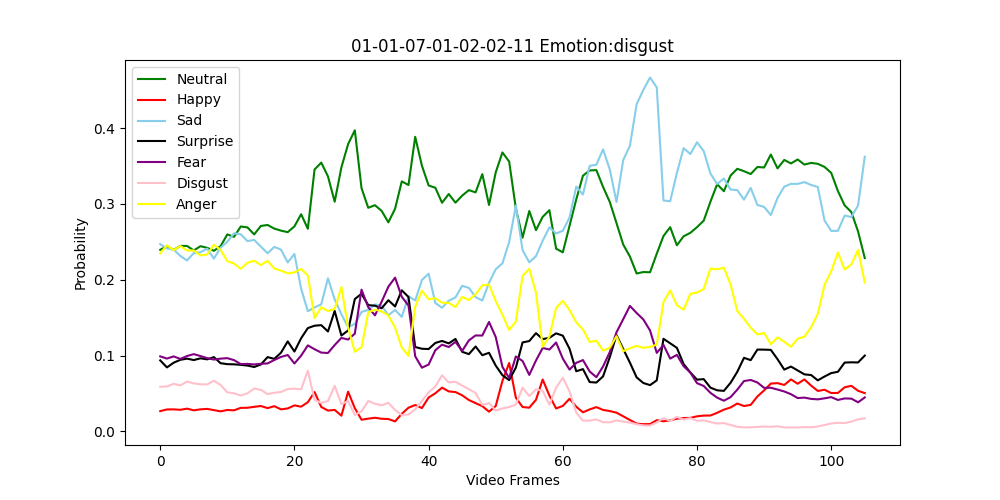 01-01-07-01-02-02-11 Emotion:disgust
Neutral
Happy
Sad
Surprise
Fear
Disgust
Anger
0.4
0.3
0.2
0.1
0.0
Probability
0 20 40 60 80 100
Video Frames